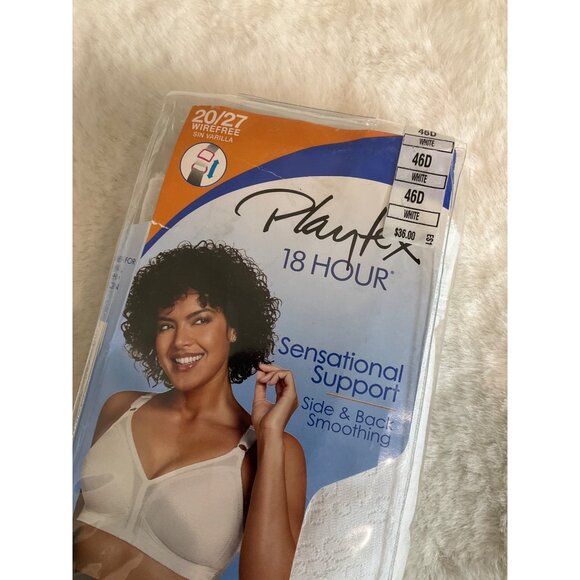 20/27
WIREFREE
SIN VARILLA
46D
WHITE
46D
WHITE
46D
WHITE
$36.00
Playtex
18 HOUR®
Sensational
Support
Side & Back
Smoothing